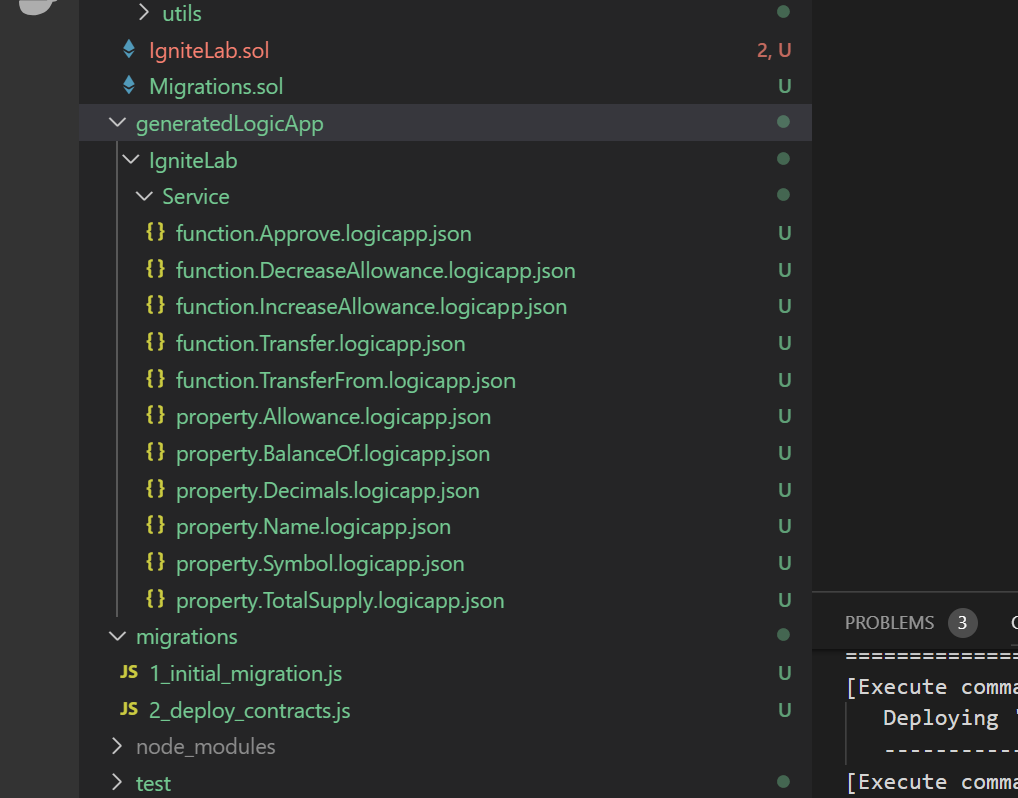 utils
IgniteLab.sol 2, U
Migrations.sol U
generatedLogicApp
IgniteLab
Service
{} function.Approve.logicapp.json U
{} function.DecreaseAllowance.logicapp.json U
{} function.IncreaseAllowance.logicapp.json U
{} function.Transfer.logicapp.json U
{} function.TransferFrom.logicapp.json U
{} property.Allowance.logicapp.json U
{} property.BalanceOf.logicapp.json U
{} property.Decimals.logicapp.json U
{} property.Name.logicapp.json U
{} property.Symbol.logicapp.json U
{} property.TotalSupply.logicapp.json U
migrations
JS 1_initial_migration.js U
JS 2_deploy_contracts.js U
node_modules
test
PROBLEMS 3
=============
[Execute comma
Deploying '
-----------
[Execute comma